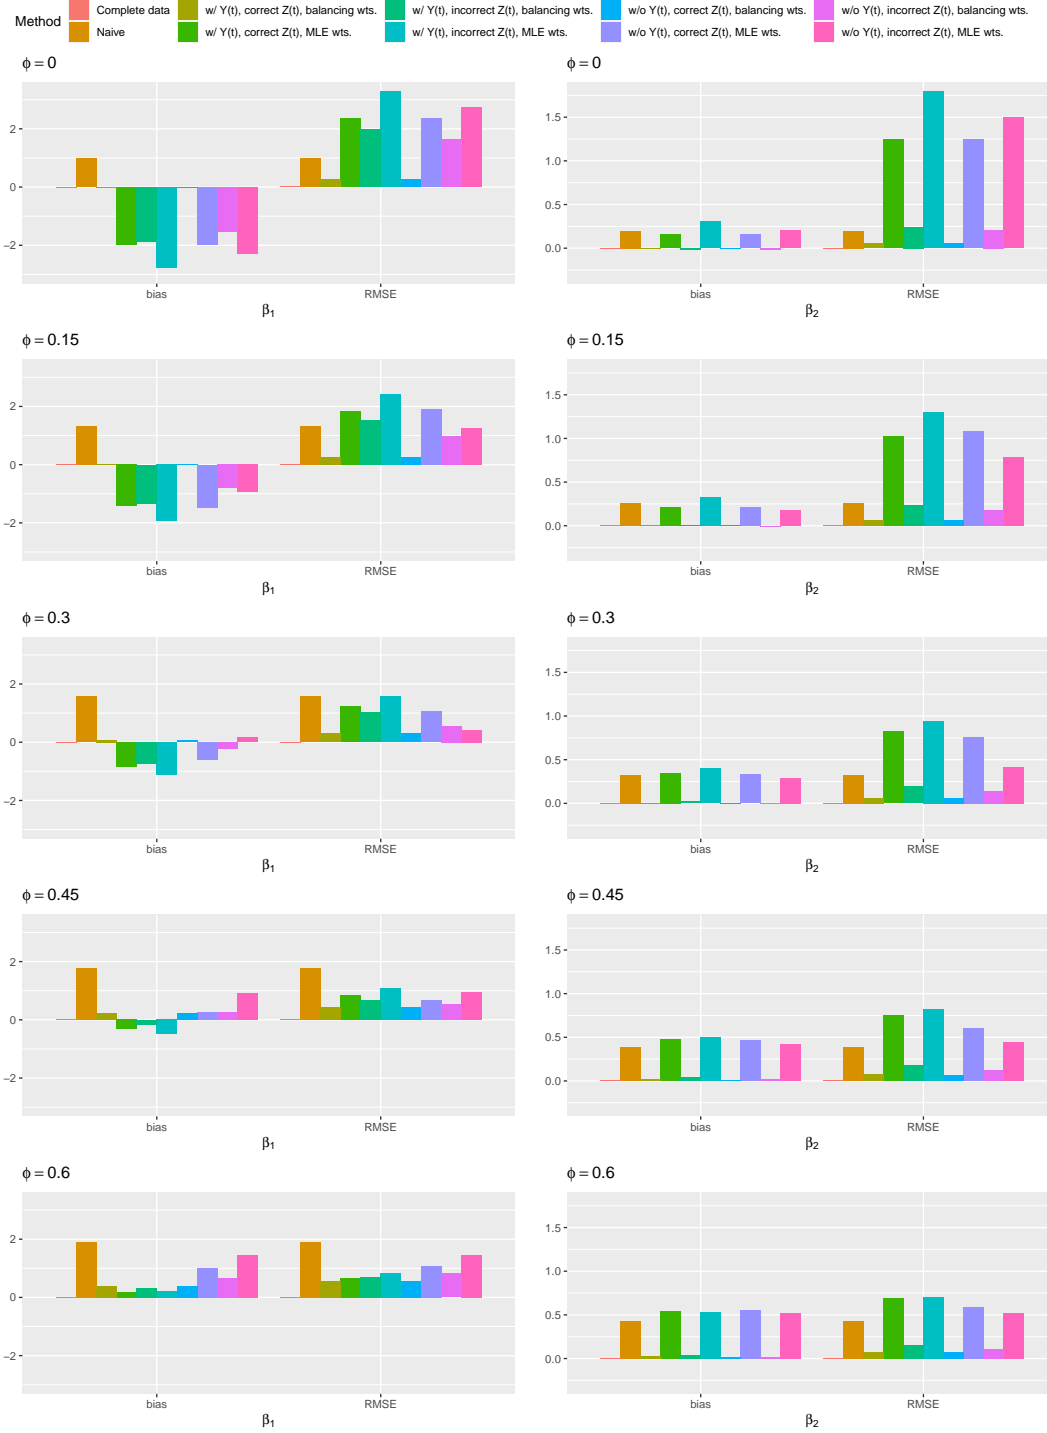 Method
Complete data
w/ Y(t), correct Z(t), balancing wts.
w/ Y(t), incorrect Z(t), balancing wts.
w/o Y(t), correct Z(t), balancing wts.
w/o Y(t), incorrect Z(t), balancing wts.
Naive
w/ Y(t), correct Z(t), MLE wts.
w/ Y(t), incorrect Z(t), MLE wts.
w/o Y(t), correct Z(t), MLE wts.
w/o Y(t), incorrect Z(t), MLE wts.
ϕ = 0
2
0
−2
bias
RMSE
β1
ϕ = 0
1.5
1.0
0.5
0.0
bias
RMSE
β2
ϕ = 0.15
2
0
−2
bias
RMSE
β1
ϕ = 0.15
1.5
1.0
0.5
0.0
bias
RMSE
β2
ϕ = 0.3
2
0
−2
bias
RMSE
β1
ϕ = 0.3
1.5
1.0
0.5
0.0
bias
RMSE
β2
ϕ = 0.45
2
0
−2
bias
RMSE
β1
ϕ = 0.45
1.5
1.0
0.5
0.0
bias
RMSE
β2
ϕ = 0.6
2
0
−2
bias
RMSE
β1
ϕ = 0.6
1.5
1.0
0.5
0.0
bias
RMSE
β2